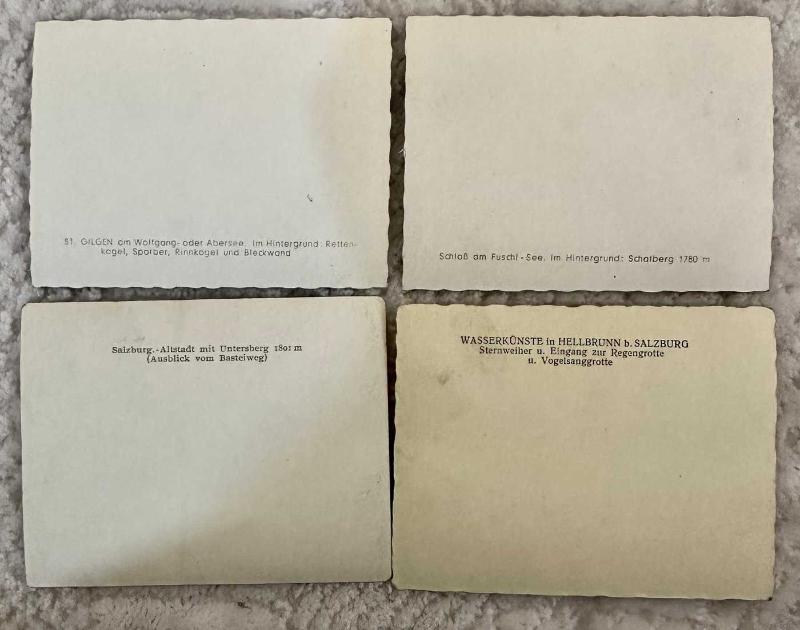 ST. GILGEN am Wolfgang- oder Abersee. Im Hintergrund: Retten-
kogel, Sparber, Rinnkogel und Bleckwand
Schloß am Fuschl-See. Im Hintergrund: Schafberg 1780 m
Salzburg.-Altstadt mit Untersberg 1801 m
(Ausblick vom Basteiweg)
WASSERKÜNSTE in HELLBRUNN b. SALZBURG
Sternweiher u. Eingang zur Regengrotte
u. Vogelsanggrotte